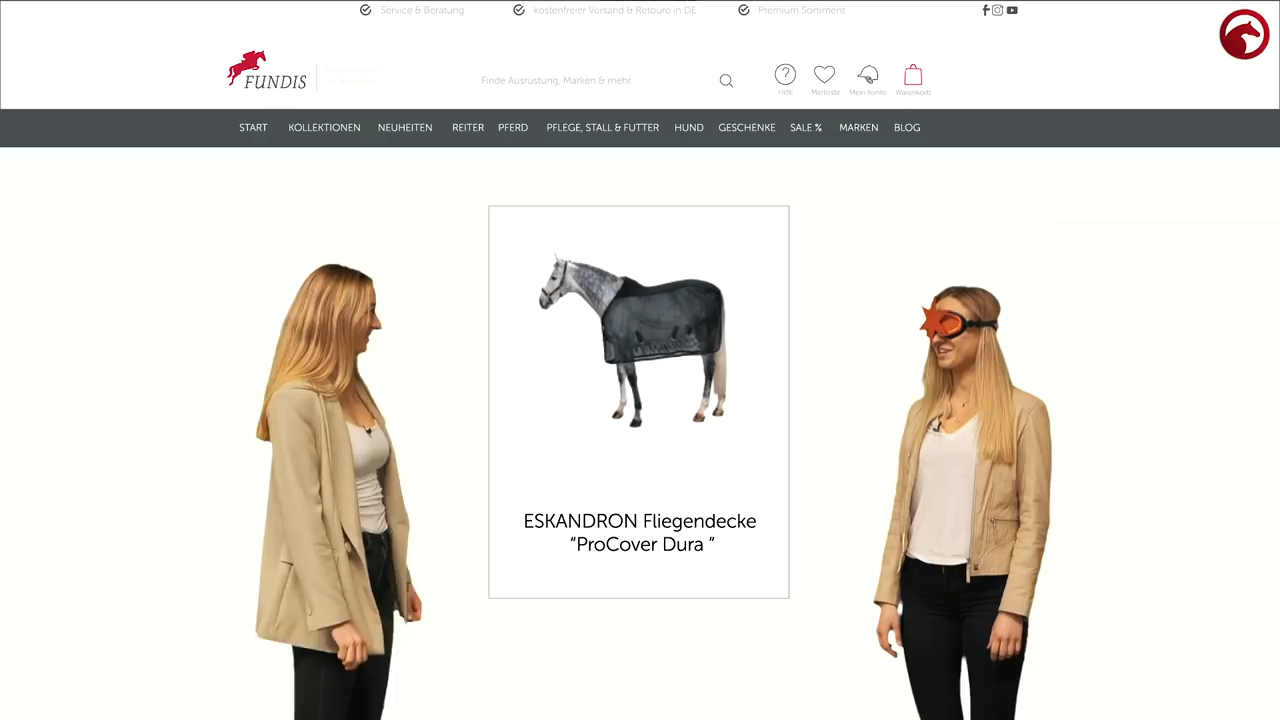 Service & Beratung
kostenfreier Versand & Retoure in DE
Premium Sortiment
FUNDIS
Finde Ausrüstung, Marken & mehr...
Hilfe
Merkliste
Mein Konto
Warenkorb
START
KOLLEKTIONEN
NEUHEITEN
REITER
PFERD
PFLEGE, STALL & FUTTER
HUND
GESCHENKE
SALE %
MARKEN
BLOG
ESKANDRON Fliegendecke
“ProCover Dura ”